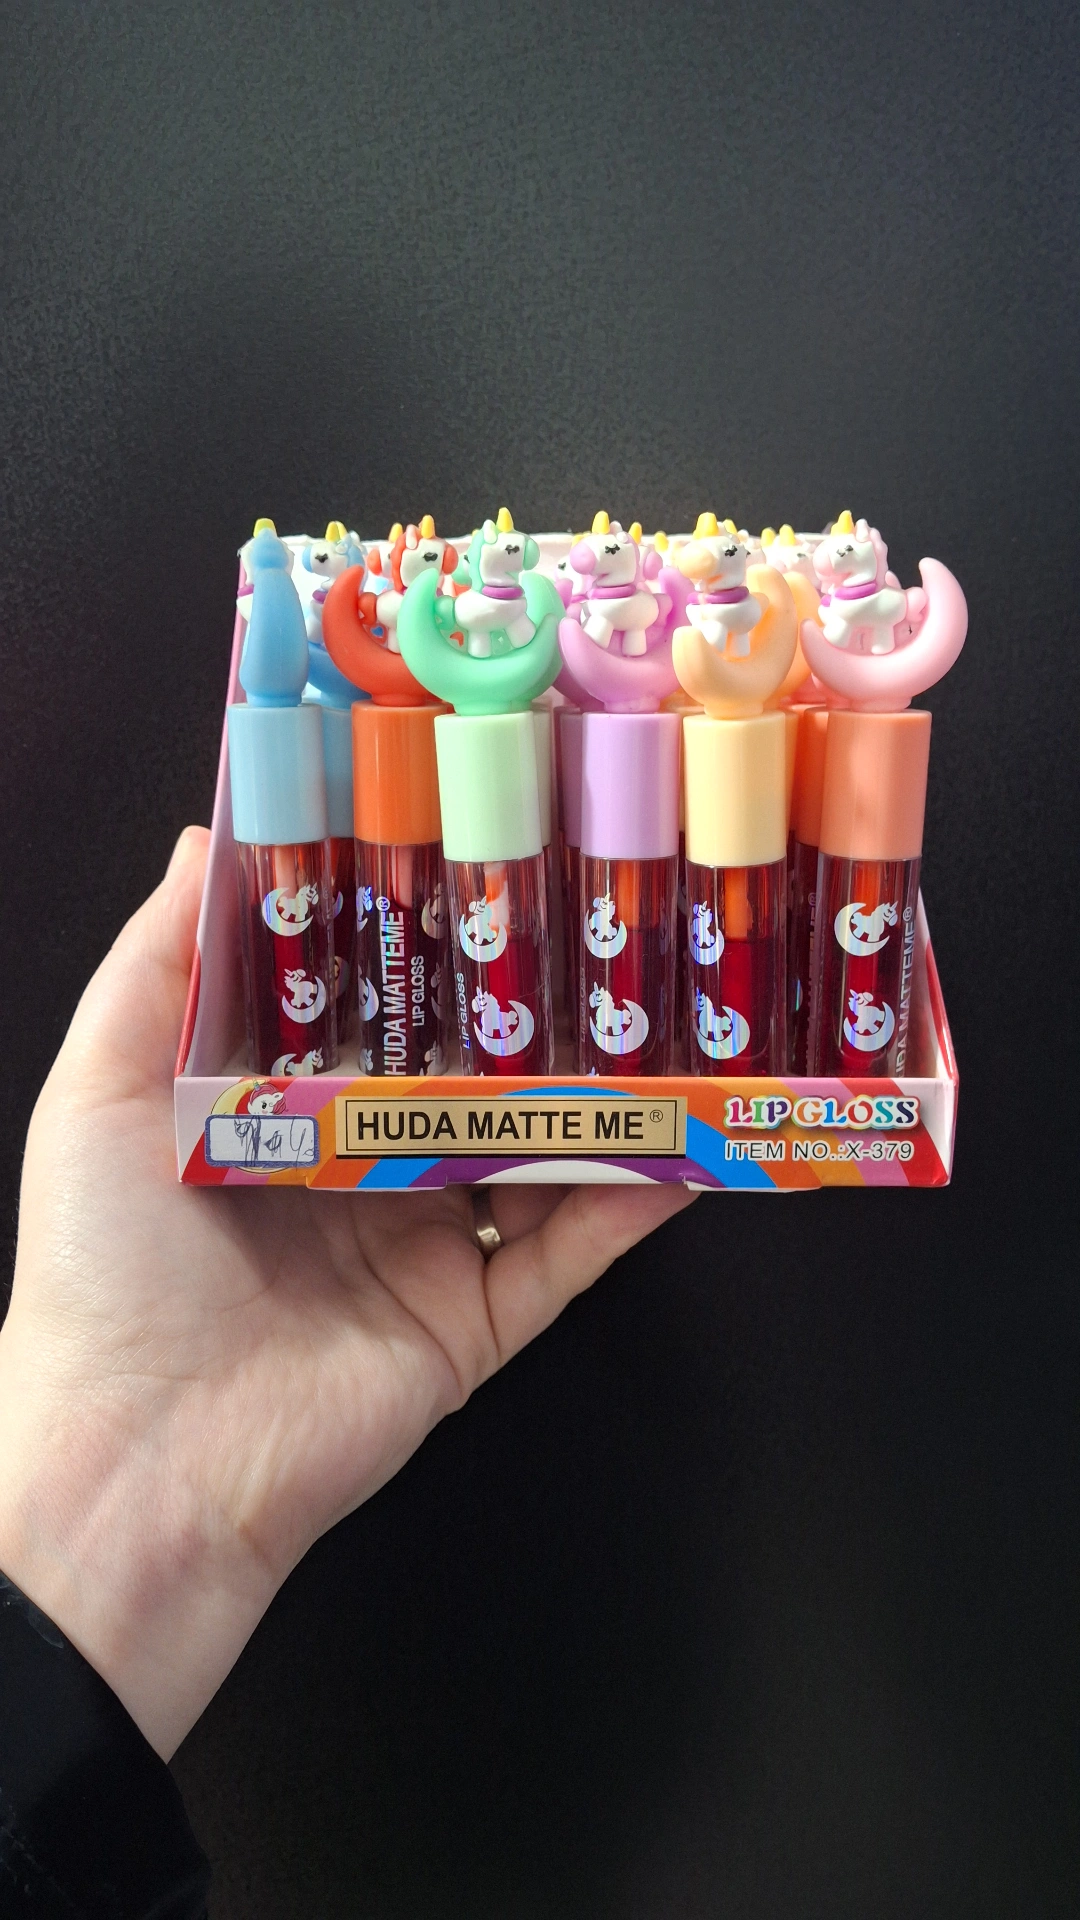 HUDA MATTEME®
LIP GLOSS
LIP GLOSS
HUDA MATTEME®
HUDA MATTE ME®
LIP GLOSS
ITEM NO.:X-379